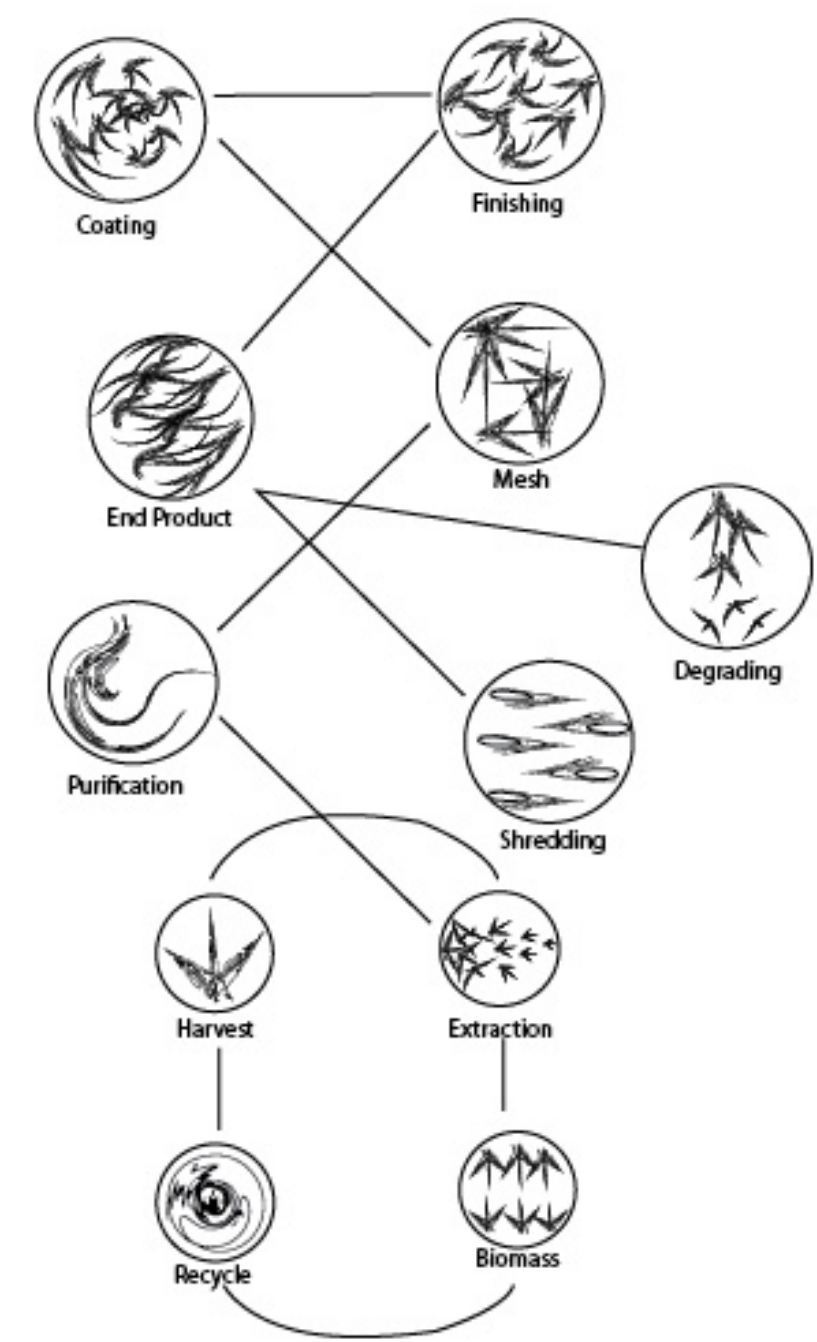 Coating
Finishing
End Product
Mesh
Degrading
Purification
Shredding
Harvest
Extraction
Recycle
Biomass